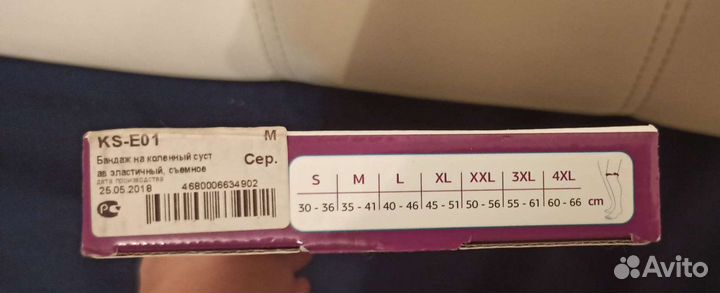 KS-E01 M
Бандаж на коленный суст Сер.
ав эластичный, съемное
дата производства
25.05.2018 4680006634902
РС
S M L XL XXL 3XL 4XL
30 - 36 35 - 41 40 - 46 45 - 51 50 - 56 55 - 61 60 - 66 cm
Avito